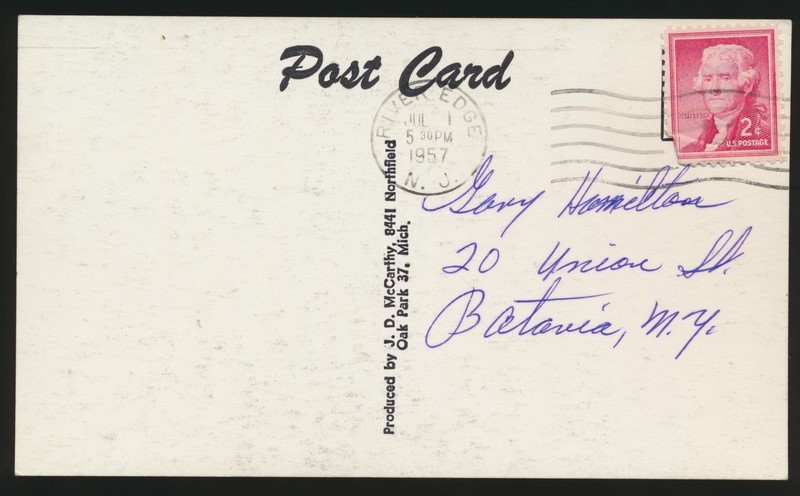 Post Card
RIVER EDGE
JUL 1
5 30 PM
1957
N. J.
JEFFERSON
2¢
U.S. POSTAGE
Produced by J. D. McCarthy, 8441 Northfield
Oak Park 37, Mich.
Gary Hamilton
20 Union St.
Batavia, N.Y.